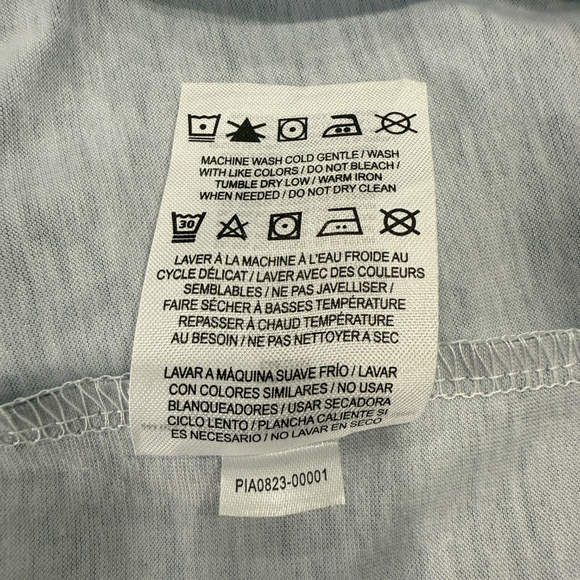 MACHINE WASH COLD GENTLE / WASH
WITH LIKE COLORS / DO NOT BLEACH /
TUMBLE DRY LOW / WARM IRON
WHEN NEEDED / DO NOT DRY CLEAN
30
LAVER À LA MACHINE À L'EAU FROIDE AU
CYCLE DÉLICAT / LAVER AVEC DES COULEURS
SEMBLABLES / NE PAS JAVELLISER /
FAIRE SÉCHER À BASSES TEMPÉRATURE
REPASSER À CHAUD TEMPÉRATURE
AU BESOIN / NE PAS NETTOYER A SEC
LAVAR A MÁQUINA SUAVE FRÍO / LAVAR
CON COLORES SIMILARES / NO USAR
BLANQUEADORES / USAR SECADORA
CICLO LENTO / PLANCHA CALIENTE SI
ES NECESARIO / NO LAVAR EN SECO
PIA0823-00001